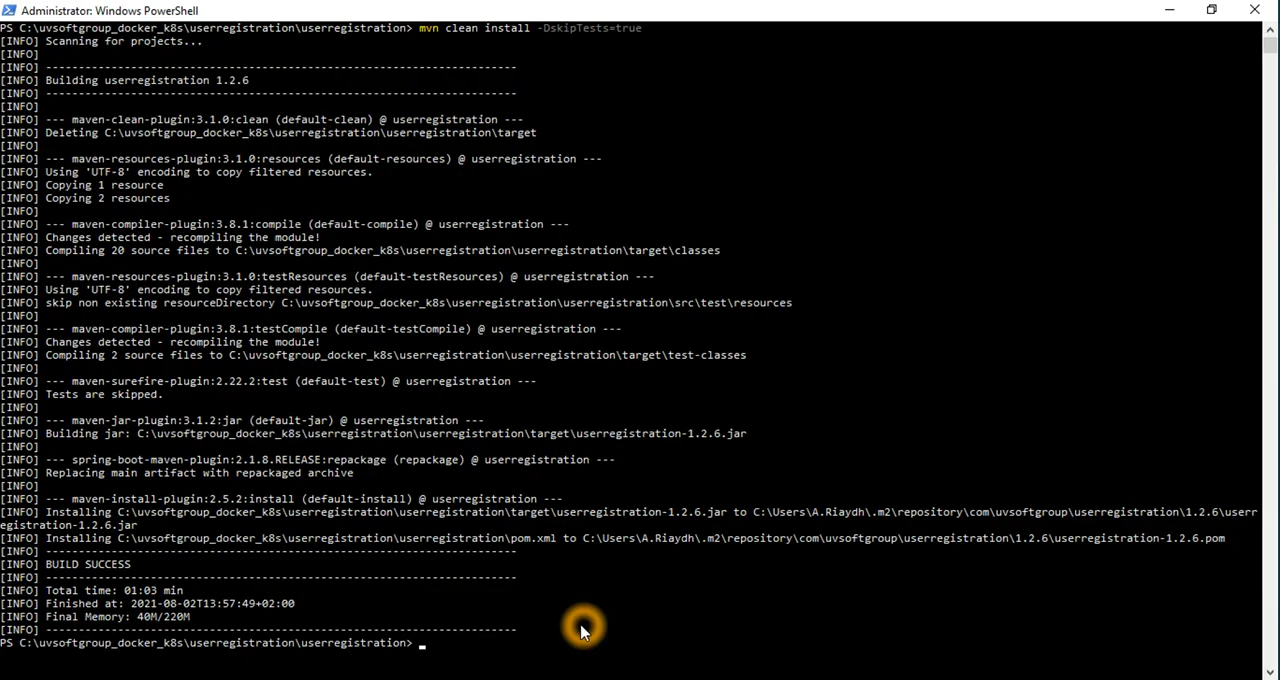 Administrator: Windows PowerShell
PS C:\uvsoftgroup_docker_k8s\userregistration\userregistration> mvn clean install -DskipTests=true
[INFO] Scanning for projects...
[INFO]
[INFO] ------------------------------------------------------------------------
[INFO] Building userregistration 1.2.6
[INFO] ------------------------------------------------------------------------
[INFO]
[INFO] --- maven-clean-plugin:3.1.0:clean (default-clean) @ userregistration ---
[INFO] Deleting C:\uvsoftgroup_docker_k8s\userregistration\userregistration\target
[INFO]
[INFO] --- maven-resources-plugin:3.1.0:resources (default-resources) @ userregistration ---
[INFO] Using 'UTF-8' encoding to copy filtered resources.
[INFO] Copying 1 resource
[INFO] Copying 2 resources
[INFO]
[INFO] --- maven-compiler-plugin:3.8.1:compile (default-compile) @ userregistration ---
[INFO] Changes detected - recompiling the module!
[INFO] Compiling 20 source files to C:\uvsoftgroup_docker_k8s\userregistration\userregistration\target\classes
[INFO]
[INFO] --- maven-resources-plugin:3.1.0:testResources (default-testResources) @ userregistration ---
[INFO] Using 'UTF-8' encoding to copy filtered resources.
[INFO] skip non existing resourceDirectory C:\uvsoftgroup_docker_k8s\userregistration\userregistration\src\test\resources
[INFO]
[INFO] --- maven-compiler-plugin:3.8.1:testCompile (default-testCompile) @ userregistration ---
[INFO] Changes detected - recompiling the module!
[INFO] Compiling 2 source files to C:\uvsoftgroup_docker_k8s\userregistration\userregistration\target\test-classes
[INFO]
[INFO] --- maven-surefire-plugin:2.22.2:test (default-test) @ userregistration ---
[INFO] Tests are skipped.
[INFO]
[INFO] --- maven-jar-plugin:3.1.2:jar (default-jar) @ userregistration ---
[INFO] Building jar: C:\uvsoftgroup_docker_k8s\userregistration\userregistration\target\userregistration-1.2.6.jar
[INFO]
[INFO] --- spring-boot-maven-plugin:2.1.8.RELEASE:repackage (repackage) @ userregistration ---
[INFO] Replacing main artifact with repackaged archive
[INFO]
[INFO] --- maven-install-plugin:2.5.2:install (default-install) @ userregistration ---
[INFO] Installing C:\uvsoftgroup_docker_k8s\userregistration\userregistration\target\userregistration-1.2.6.jar to C:\Users\A.Riaydh\.m2\repository\com\uvsoftgroup\userregistration\1.2.6\userr
egistration-1.2.6.jar
[INFO] Installing C:\uvsoftgroup_docker_k8s\userregistration\userregistration\pom.xml to C:\Users\A.Riaydh\.m2\repository\com\uvsoftgroup\userregistration\1.2.6\userregistration-1.2.6.pom
[INFO] ------------------------------------------------------------------------
[INFO] BUILD SUCCESS
[INFO] ------------------------------------------------------------------------
[INFO] Total time: 01:03 min
[INFO] Finished at: 2021-08-02T13:57:49+02:00
[INFO] Final Memory: 40M/220M
[INFO] ------------------------------------------------------------------------
PS C:\uvsoftgroup_docker_k8s\userregistration\userregistration>